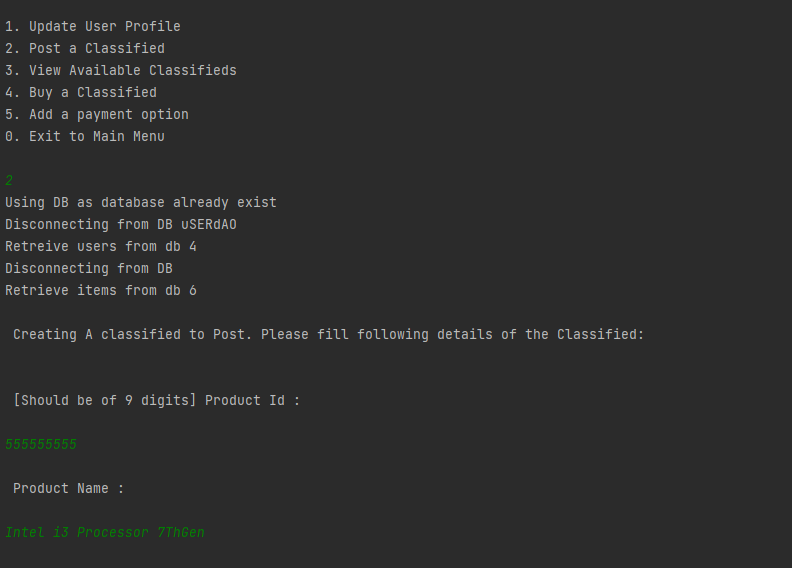 1. Update User Profile
2. Post a Classified
3. View Available Classifieds
4. Buy a Classified
5. Add a payment option
0. Exit to Main Menu
2
Using DB as database already exist
Disconnecting from DB uSERdAO
Retreive users from db 4
Disconnecting from DB
Retrieve items from db 6
Creating A classified to Post. Please fill following details of the Classified:
[Should be of 9 digits] Product Id :
555555555
Product Name :
Intel i3 Processor 7ThGen